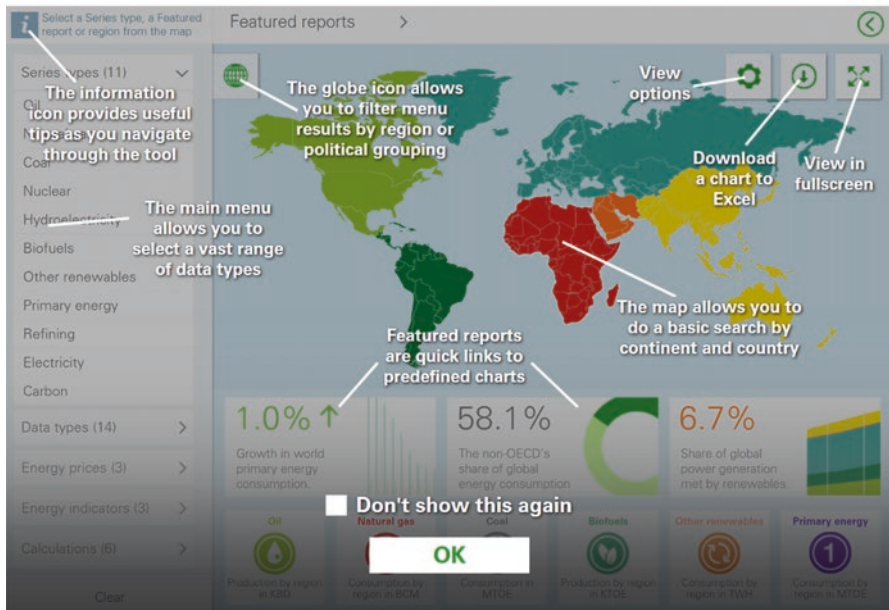 Select a Series type, a Featured
report or region from the map
Featured reports
Series types (11)
Oil
The information
icon provides useful
tips as you navigate
through the tool
Coal
Nuclear
Hydroelectricity
Biofuels
Other renewables
Primary energy
Refining
Electricity
Carbon
Data types (14)
Energy prices (3)
Energy indicators (3)
Calculations (6)
Clear
The main menu
allows you to
select a vast range
of data types
The globe icon allows
you to filter menu
results by region or
political grouping
View
options
Download
a chart to
Excel
View in
fullscreen
The map allows you to
do a basic search by
continent and country
Featured reports
are quick links to
predefined charts
1.0%
Growth in world
primary energy
consumption.
58.1%
The non-OECD's
share of global
energy consumption
6.7%
Share of global
power generation
met by renewables.
Don't show this again
OK
Oil
Production by region
in KBD
Natural gas
Consumption by
region in BCM
Coal
Consumption in
MTOE
Biofuels
Production by region
in KTOE
Other renewables
Consumption by
region in TWH
Primary energy
1
Consumption by
region in MTOE